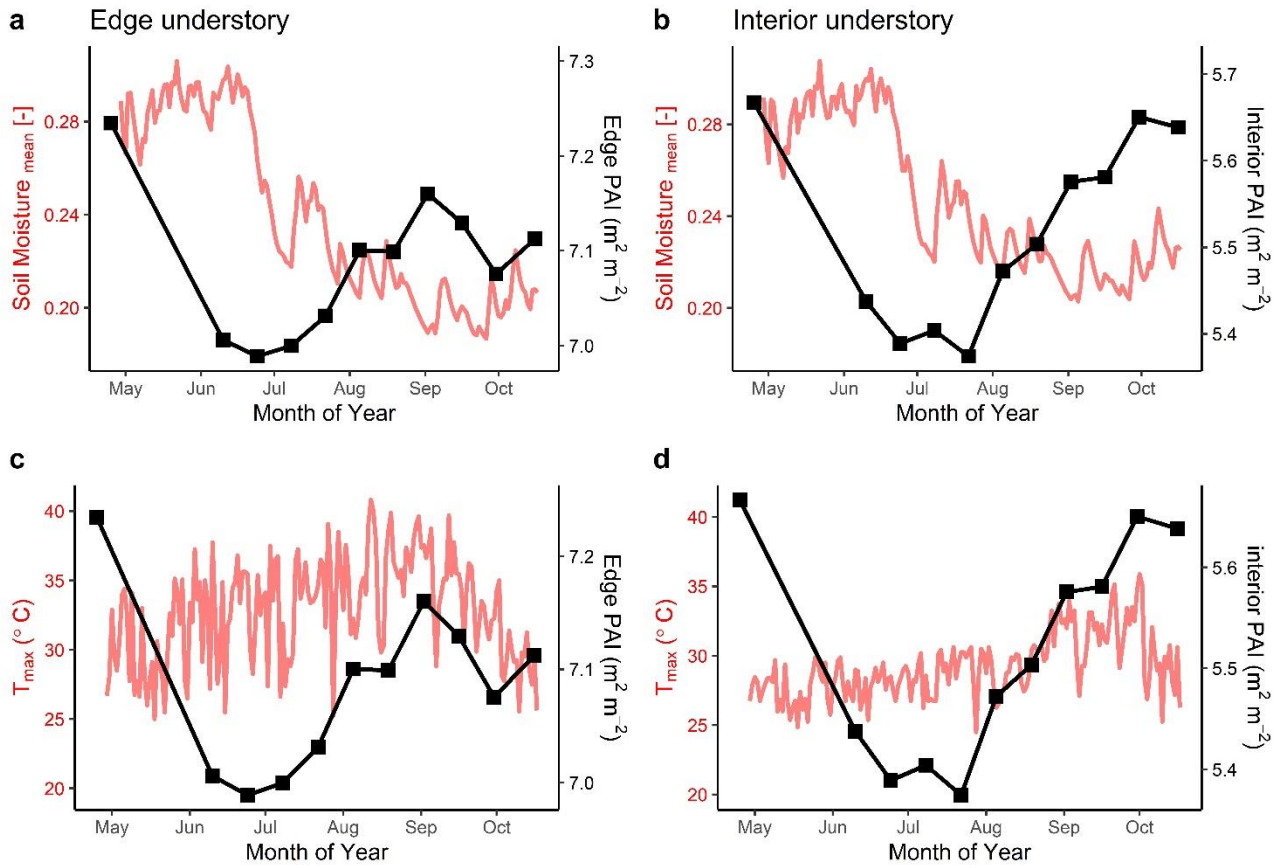 a Edge understory
Soil Moisture mean [-]
0.28
0.24
0.20
7.3
7.2
7.1
7.0
Edge PAI (m² m⁻²)
May Jun Jul Aug Sep Oct
Month of Year
b Interior understory
Soil Moisture mean [-]
0.28
0.24
0.20
5.7
5.6
5.5
5.4
Interior PAI (m² m⁻²)
May Jun Jul Aug Sep Oct
Month of Year
c
Tmax (° C)
40
35
30
25
20
7.2
7.1
7.0
Edge PAI (m² m⁻²)
May Jun Jul Aug Sep Oct
Month of Year
d
Tmax (° C)
40
35
30
25
20
5.6
5.5
5.4
interior PAI (m² m⁻²)
May Jun Jul Aug Sep Oct
Month of Year